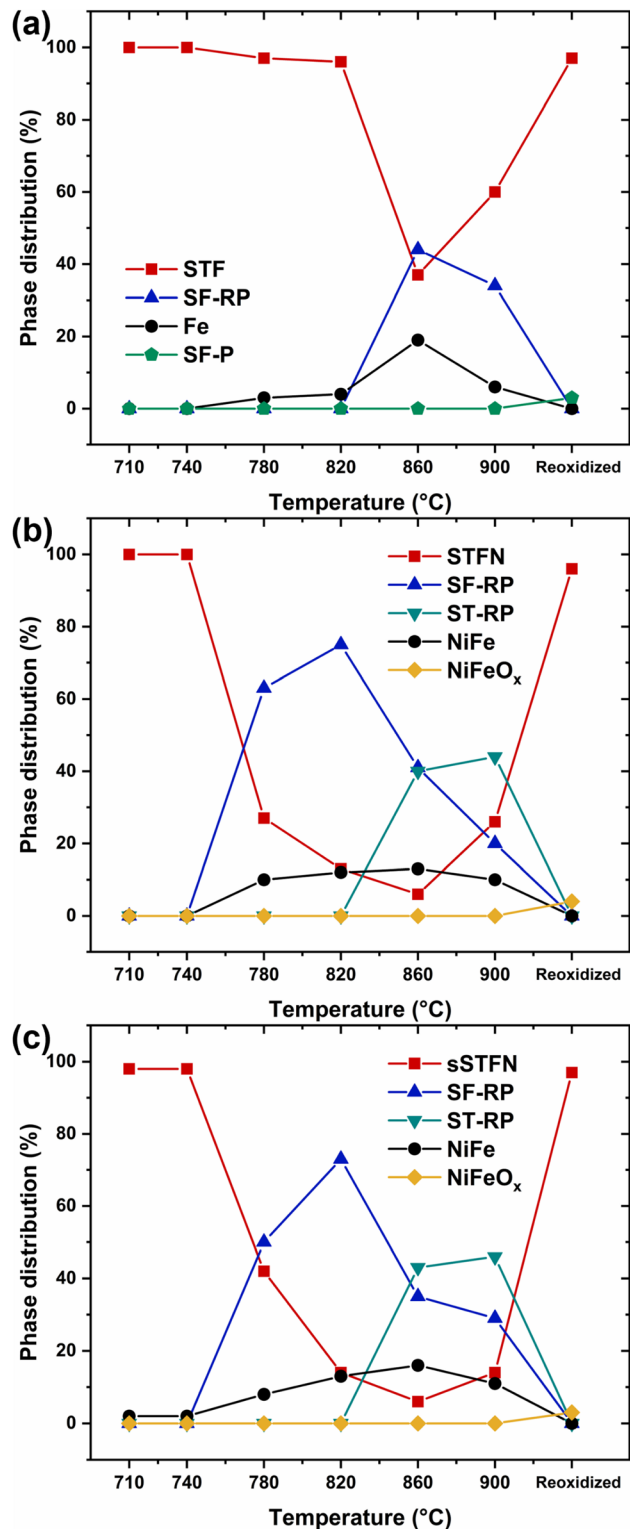 (a)
100
80
60
40
20
0
Phase distribution (%)
STF
SF-RP
Fe
SF-P
710 740 780 820 860 900 Reoxidized
Temperature (°C)
(b)
100
80
60
40
20
0
Phase distribution (%)
STFN
SF-RP
ST-RP
NiFe
NiFeOₓ
710 740 780 820 860 900 Reoxidized
Temperature (°C)
(c)
100
80
60
40
20
0
Phase distribution (%)
sSTFN
SF-RP
ST-RP
NiFe
NiFeOₓ
710 740 780 820 860 900 Reoxidized
Temperature (°C)